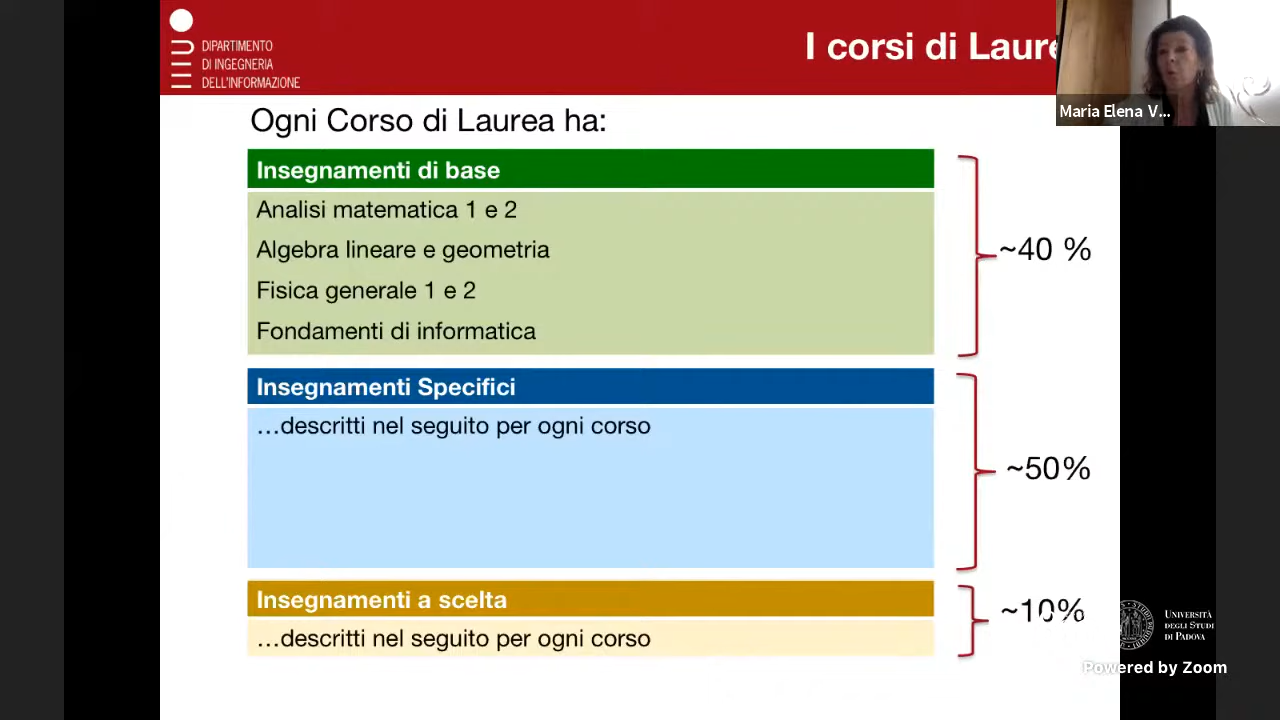 DIPARTIMENTO
DI INGEGNERIA
DELL'INFORMAZIONE
I corsi di
Maria Elena V...
Ogni Corso di Laurea ha:
Insegnamenti di base
Analisi matematica 1 e 2
Algebra lineare e geometria
Fisica generale 1 e 2
Fondamenti di informatica
~40 %
Insegnamenti Specifici
...descritti nel seguito per ogni corso
~50%
Insegnamenti a scelta
...descritti nel seguito per ogni corso
~10%
UNIVERSITÀ
DEGLI STUDI
DI PADOVA
Powered by Zoom